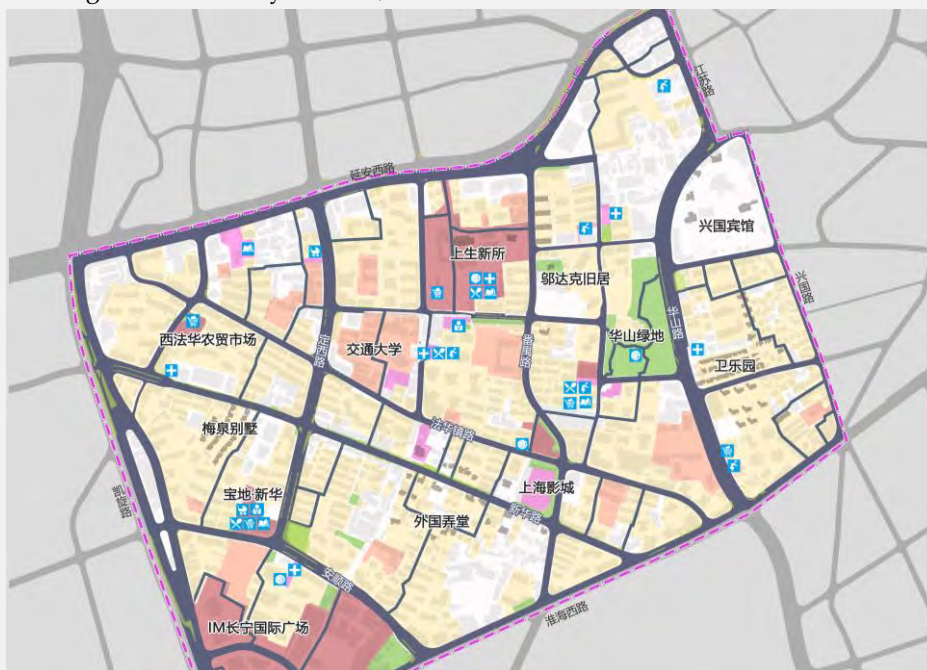 江苏路
延安西路
兴国宾馆
上生新所
邬达克旧居
兴国路
华山路
定西路
西法华农贸市场
交通大学
番禺路
华山绿地
卫乐园
梅泉别墅
法华镇路
凯旋路
宝地·新华
上海影城
外国弄堂
新华路
安顺路
淮海西路
IM长宁国际广场